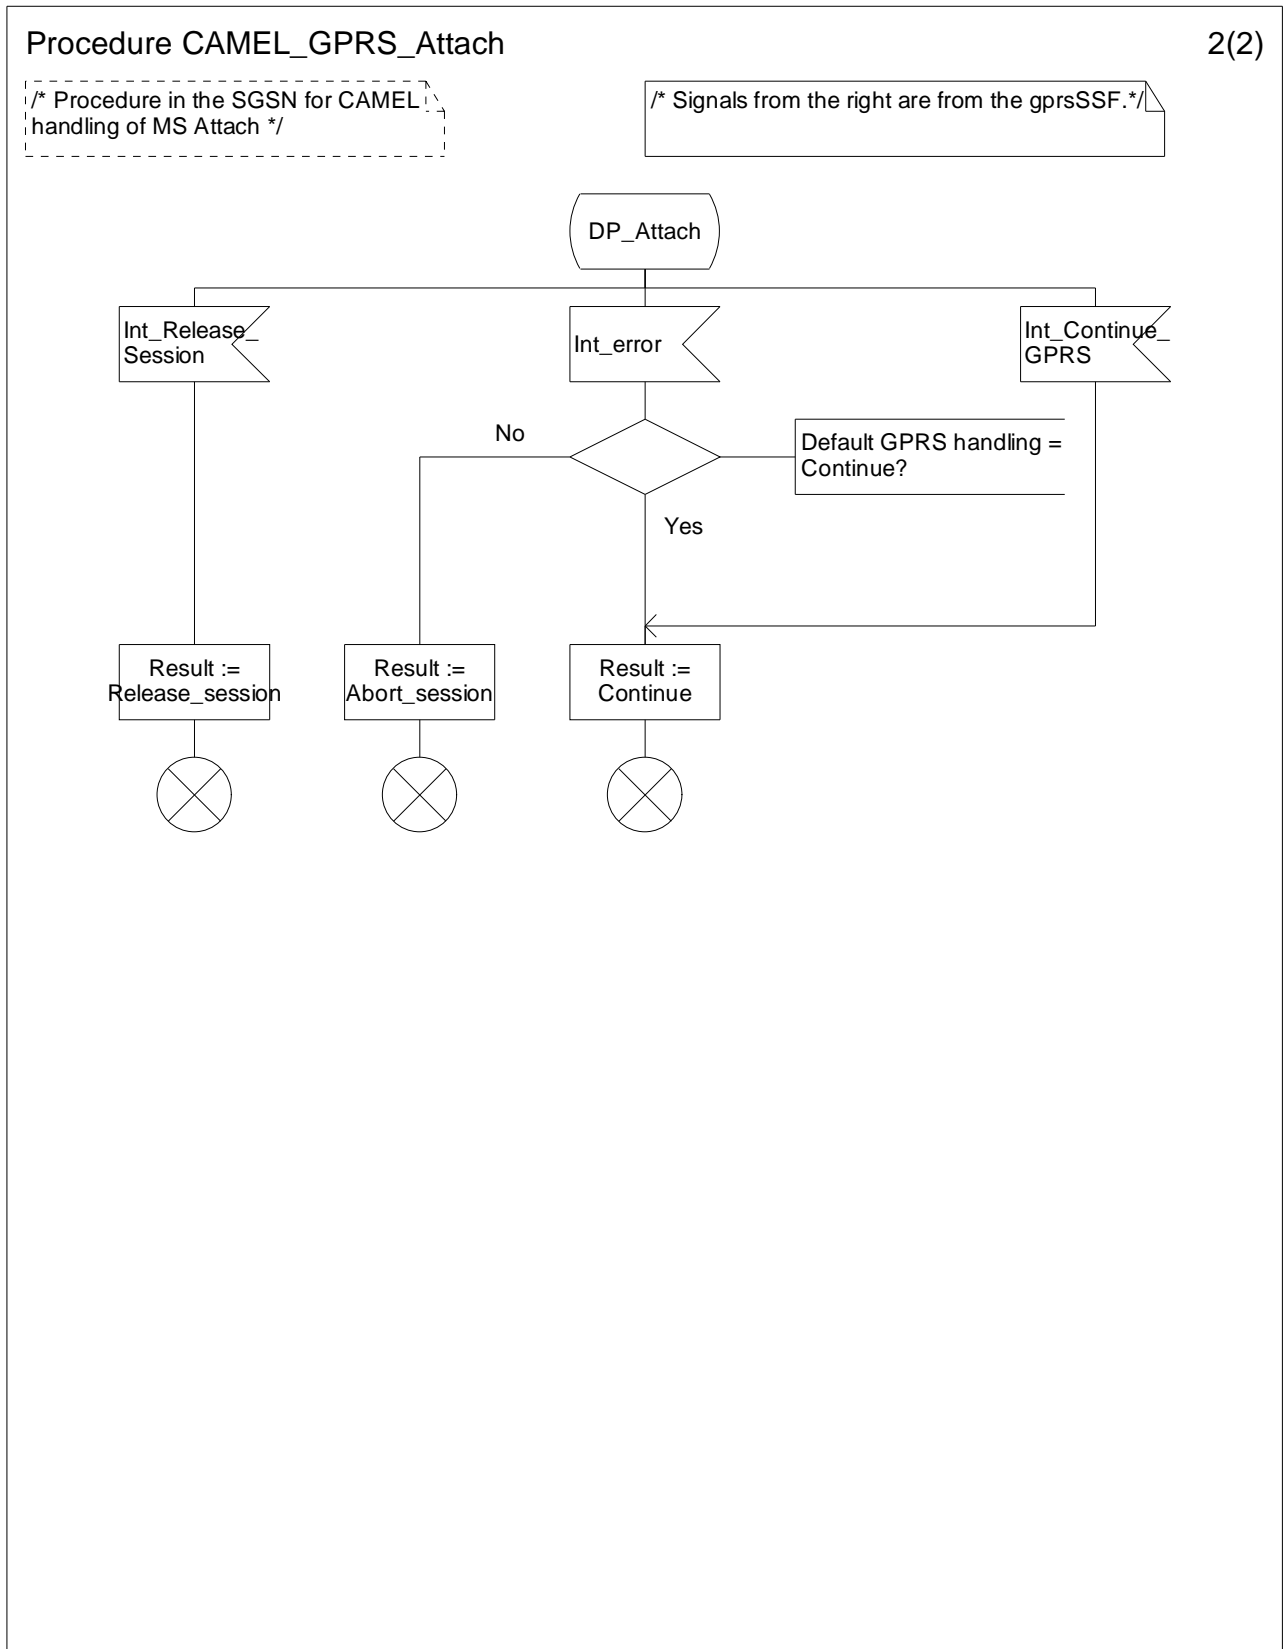 Procedure CAMEL_GPRS_Attach
2(2)
/* Procedure in the SGSN for CAMEL
handling of MS Attach */
/* Signals from the right are from the gprsSSF.*/
DP_Attach
Int_Release_
Session
Int_error
Int_Continue_
GPRS
No
Default GPRS handling =
Continue?
Yes
Result :=
Release_session
Result :=
Abort_session
Result :=
Continue